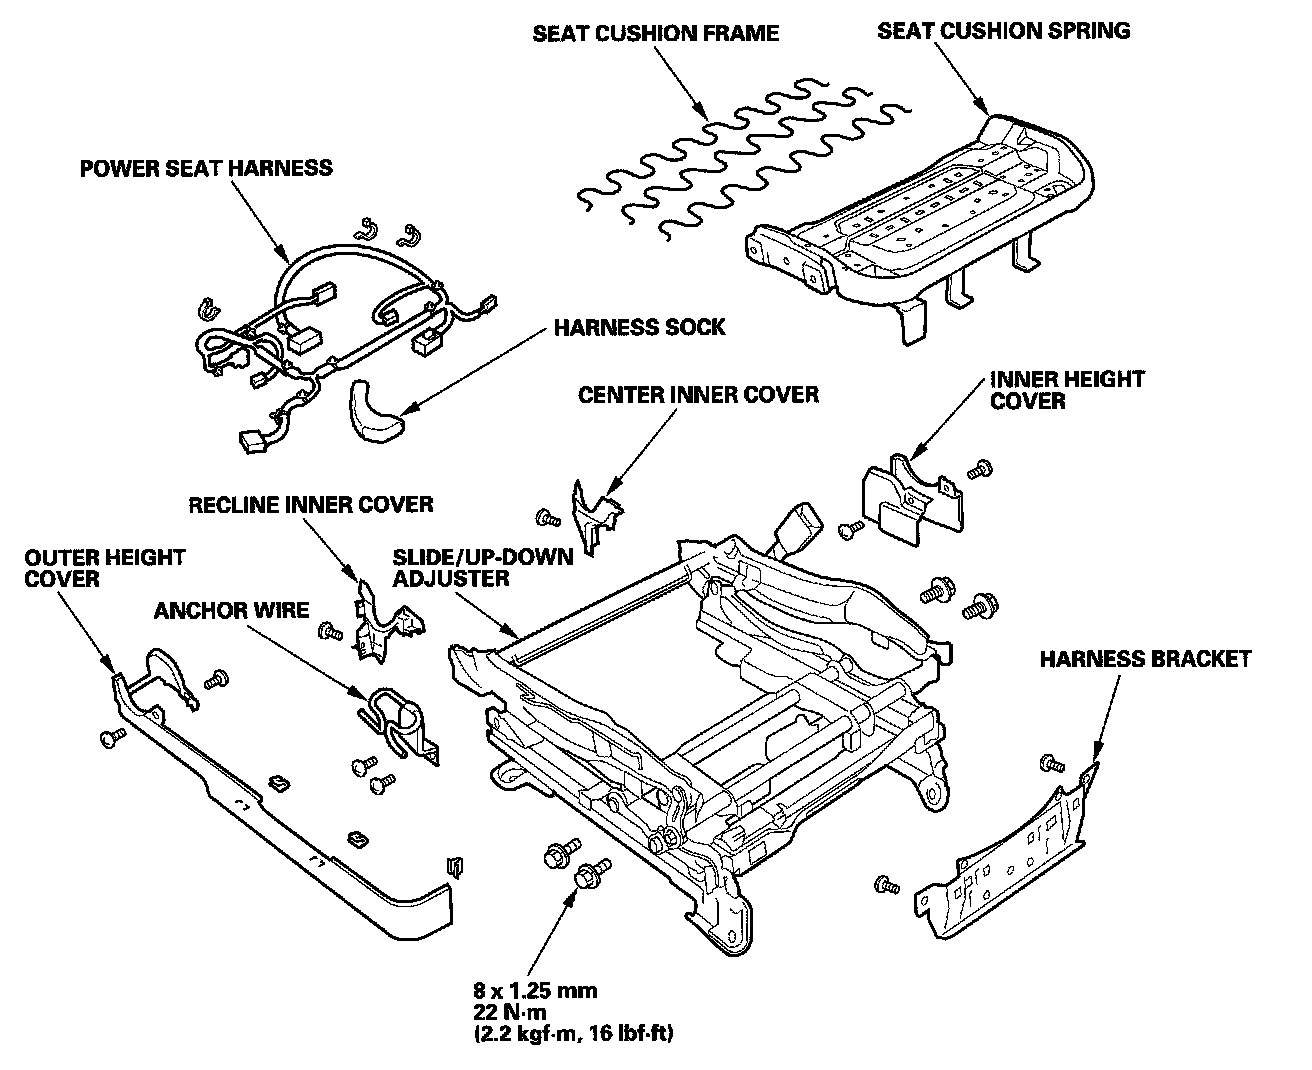 SEAT CUSHION FRAME
SEAT CUSHION SPRING
POWER SEAT HARNESS
HARNESS SOCK
CENTER INNER COVER
INNER HEIGHT
COVER
RECLINE INNER COVER
OUTER HEIGHT
COVER
SLIDE/UP-DOWN
ADJUSTER
ANCHOR WIRE
HARNESS BRACKET
8 x 1.25 mm
22 N·m
(2.2 kgf·m, 16 lbf·ft)